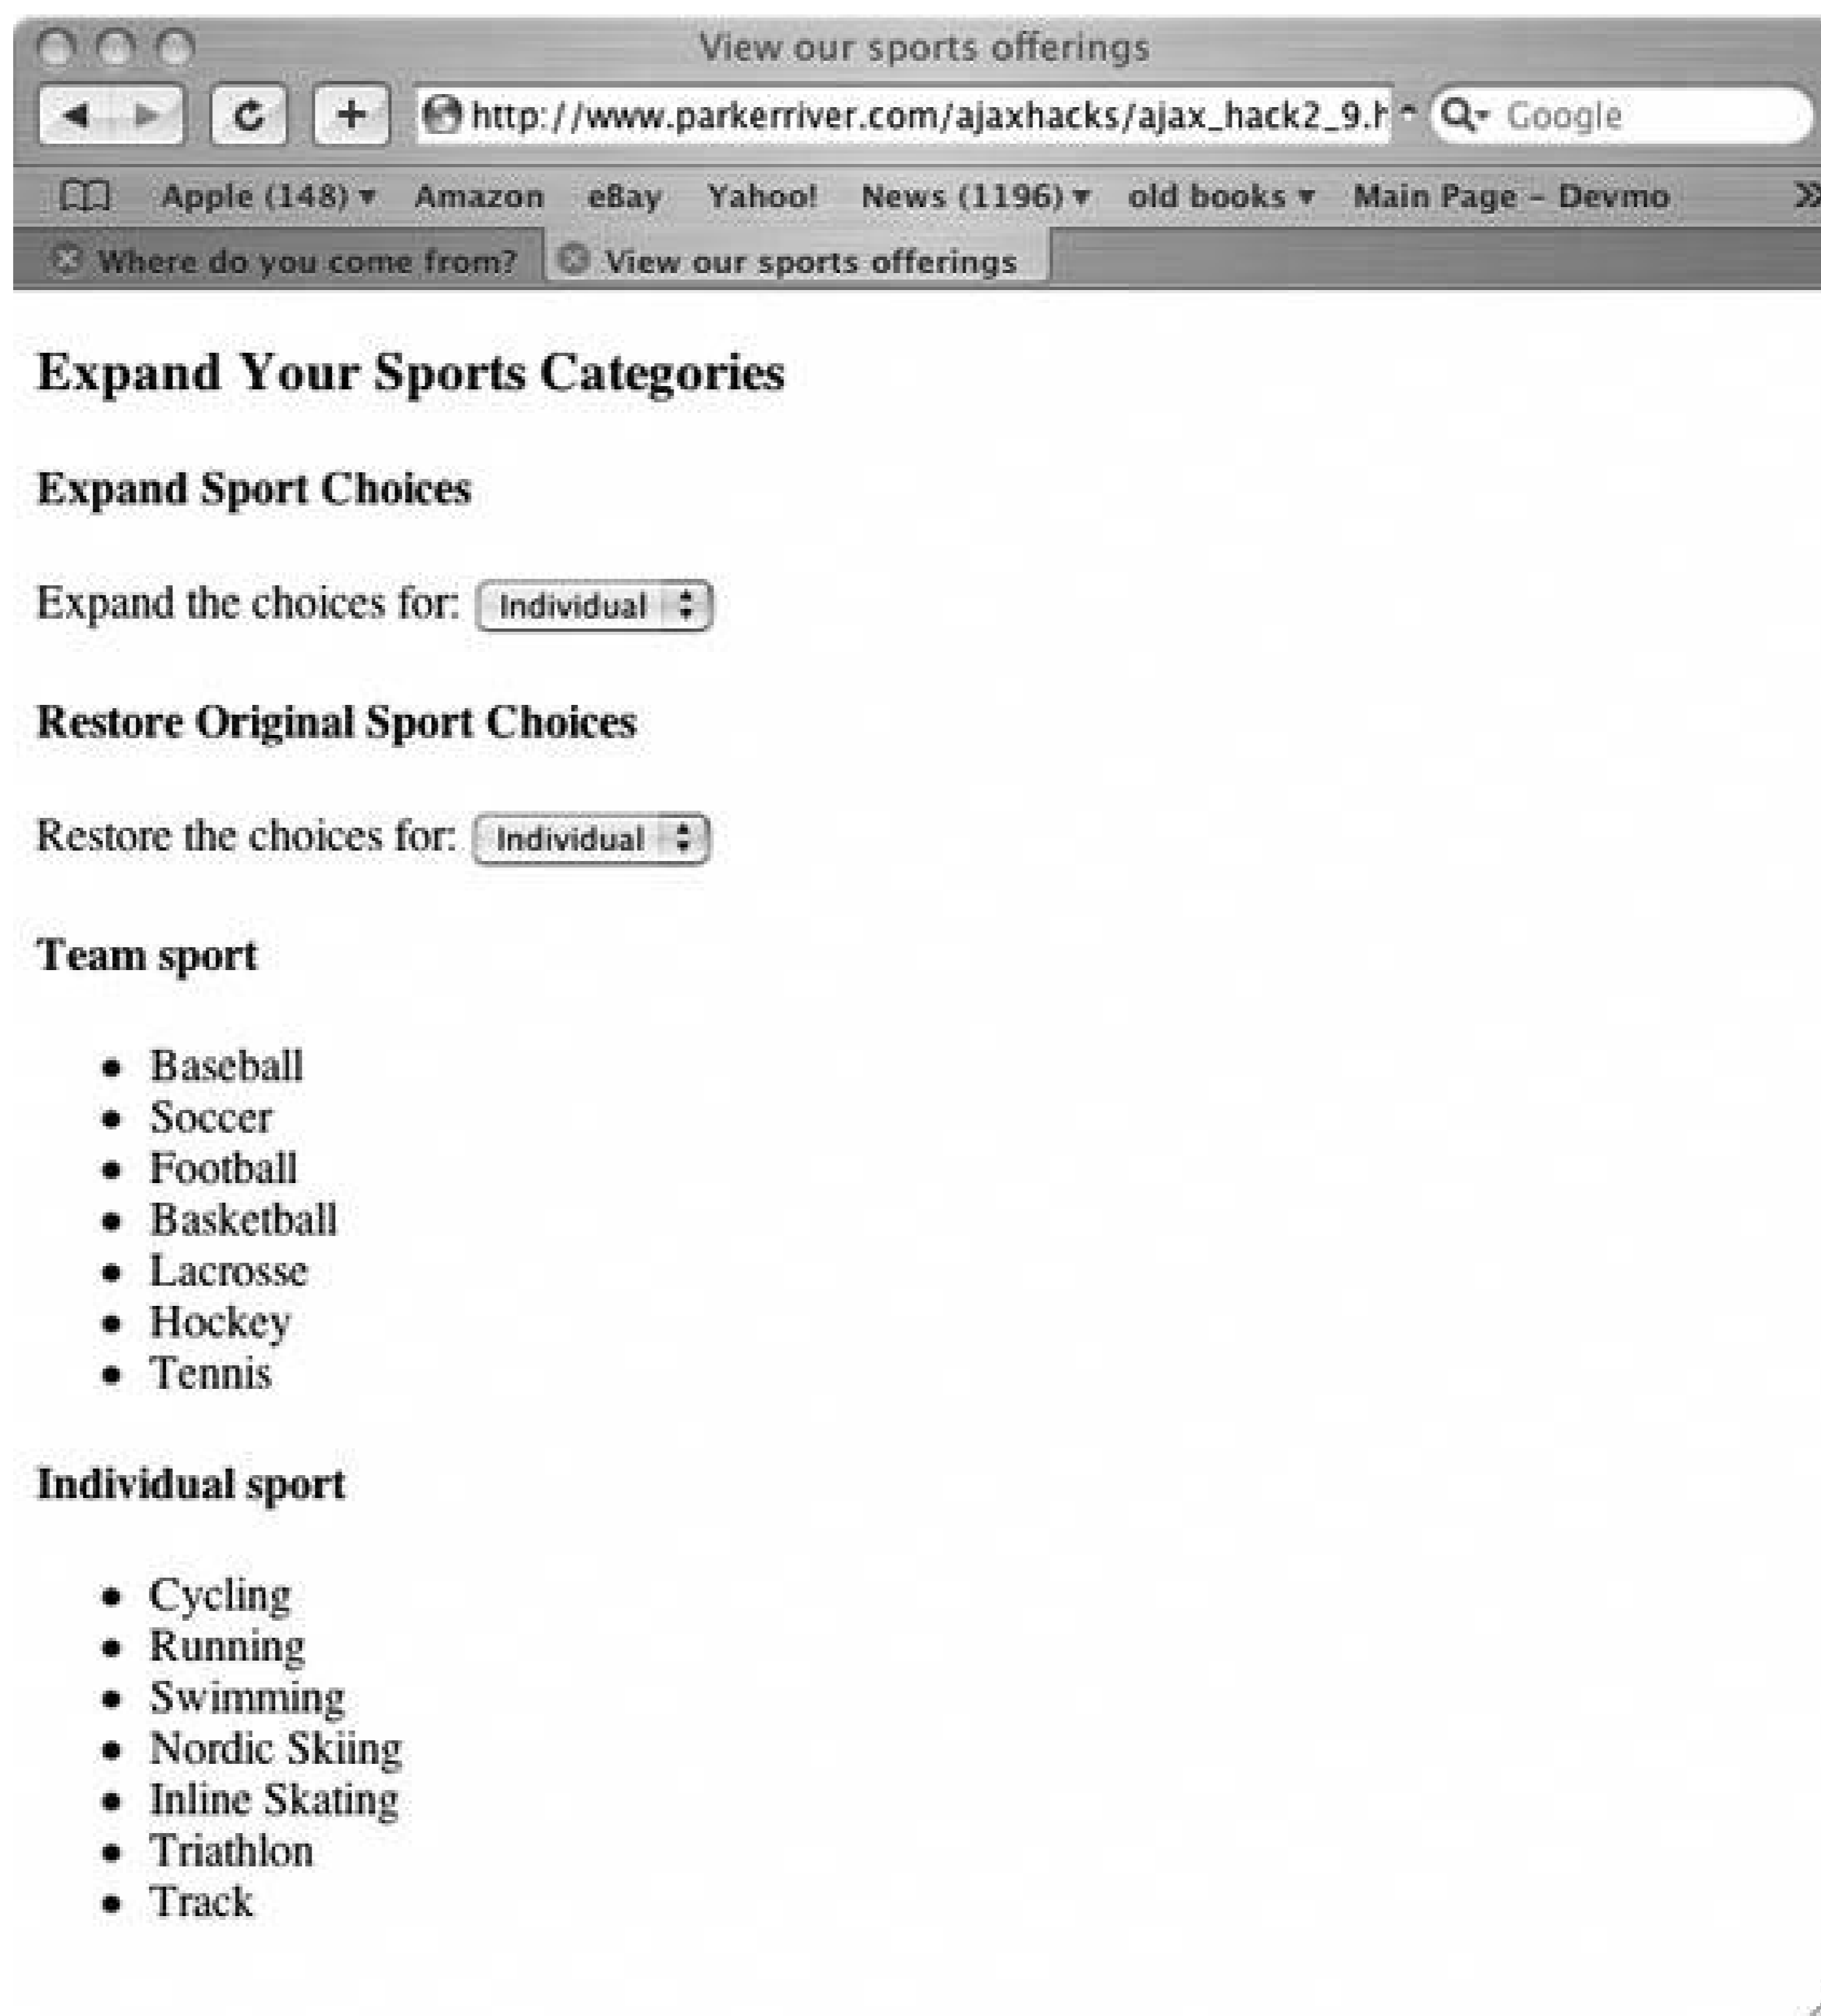 View our sports offerings
http://www.parkerriver.com/ajaxhacks/ajax_hack2_9.h Google
Apple (148) Amazon eBay Yahoo! News (1196) old books Main Page – Devmo
Where do you come from? View our sports offerings
Expand Your Sports Categories
Expand Sport Choices
Expand the choices for: Individual
Restore Original Sport Choices
Restore the choices for: Individual
Team sport
• Baseball
• Soccer
• Football
• Basketball
• Lacrosse
• Hockey
• Tennis
Individual sport
• Cycling
• Running
• Swimming
• Nordic Skiing
• Inline Skating
• Triathlon
• Track